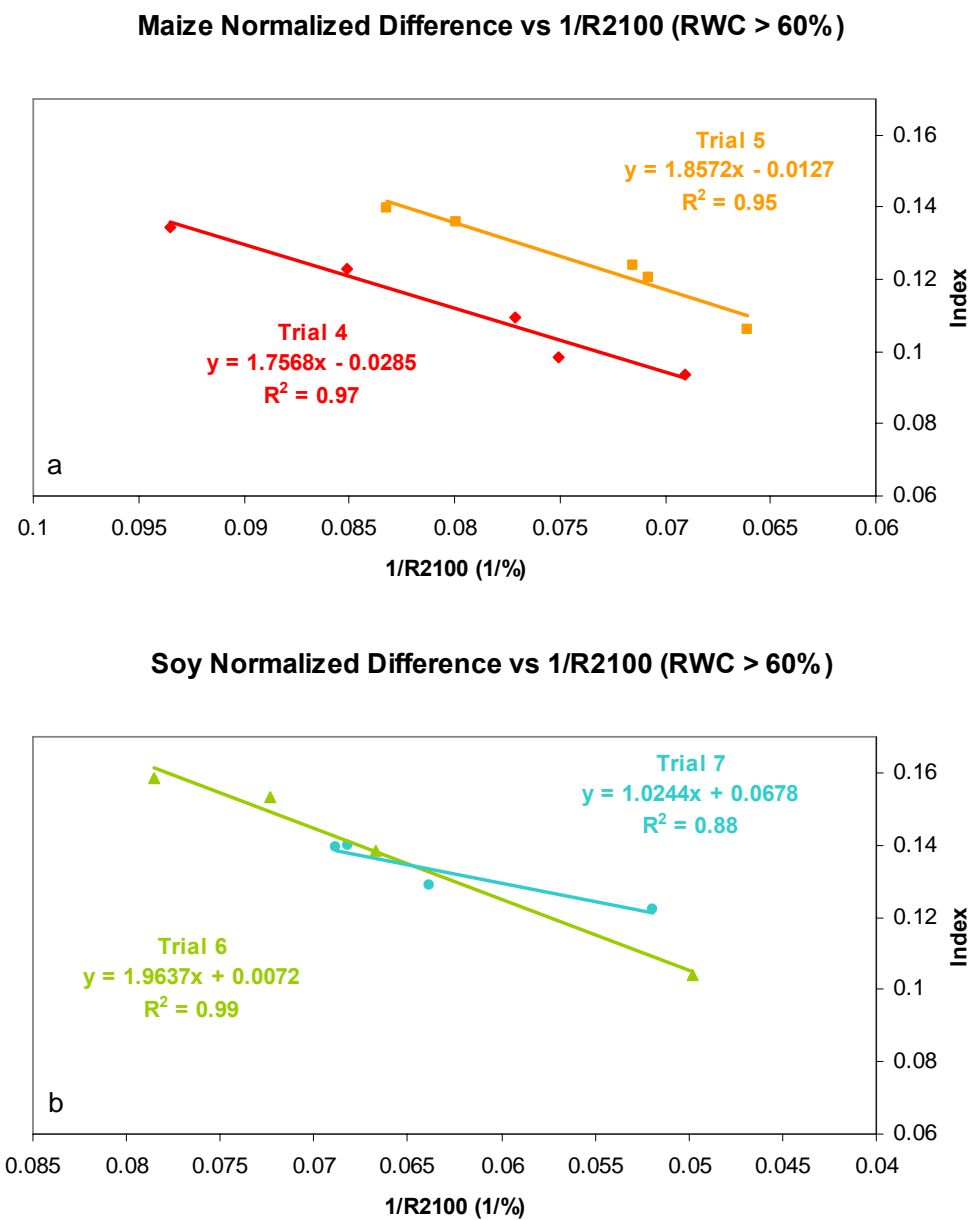 Maize Normalized Difference vs 1/R2100 (RWC > 60%)
Trial 5
y = 1.8572x - 0.0127
R² = 0.95
Trial 4
y = 1.7568x - 0.0285
R² = 0.97
a
0.16
0.14
0.12
0.1
0.08
0.06
Index
0.1 0.095 0.09 0.085 0.08 0.075 0.07 0.065 0.06
1/R2100 (1/%)
Soy Normalized Difference vs 1/R2100 (RWC > 60%)
Trial 7
y = 1.0244x + 0.0678
R² = 0.88
Trial 6
y = 1.9637x + 0.0072
R² = 0.99
b
0.16
0.14
0.12
0.1
0.08
0.06
Index
0.085 0.08 0.075 0.07 0.065 0.06 0.055 0.05 0.045 0.04
1/R2100 (1/%)